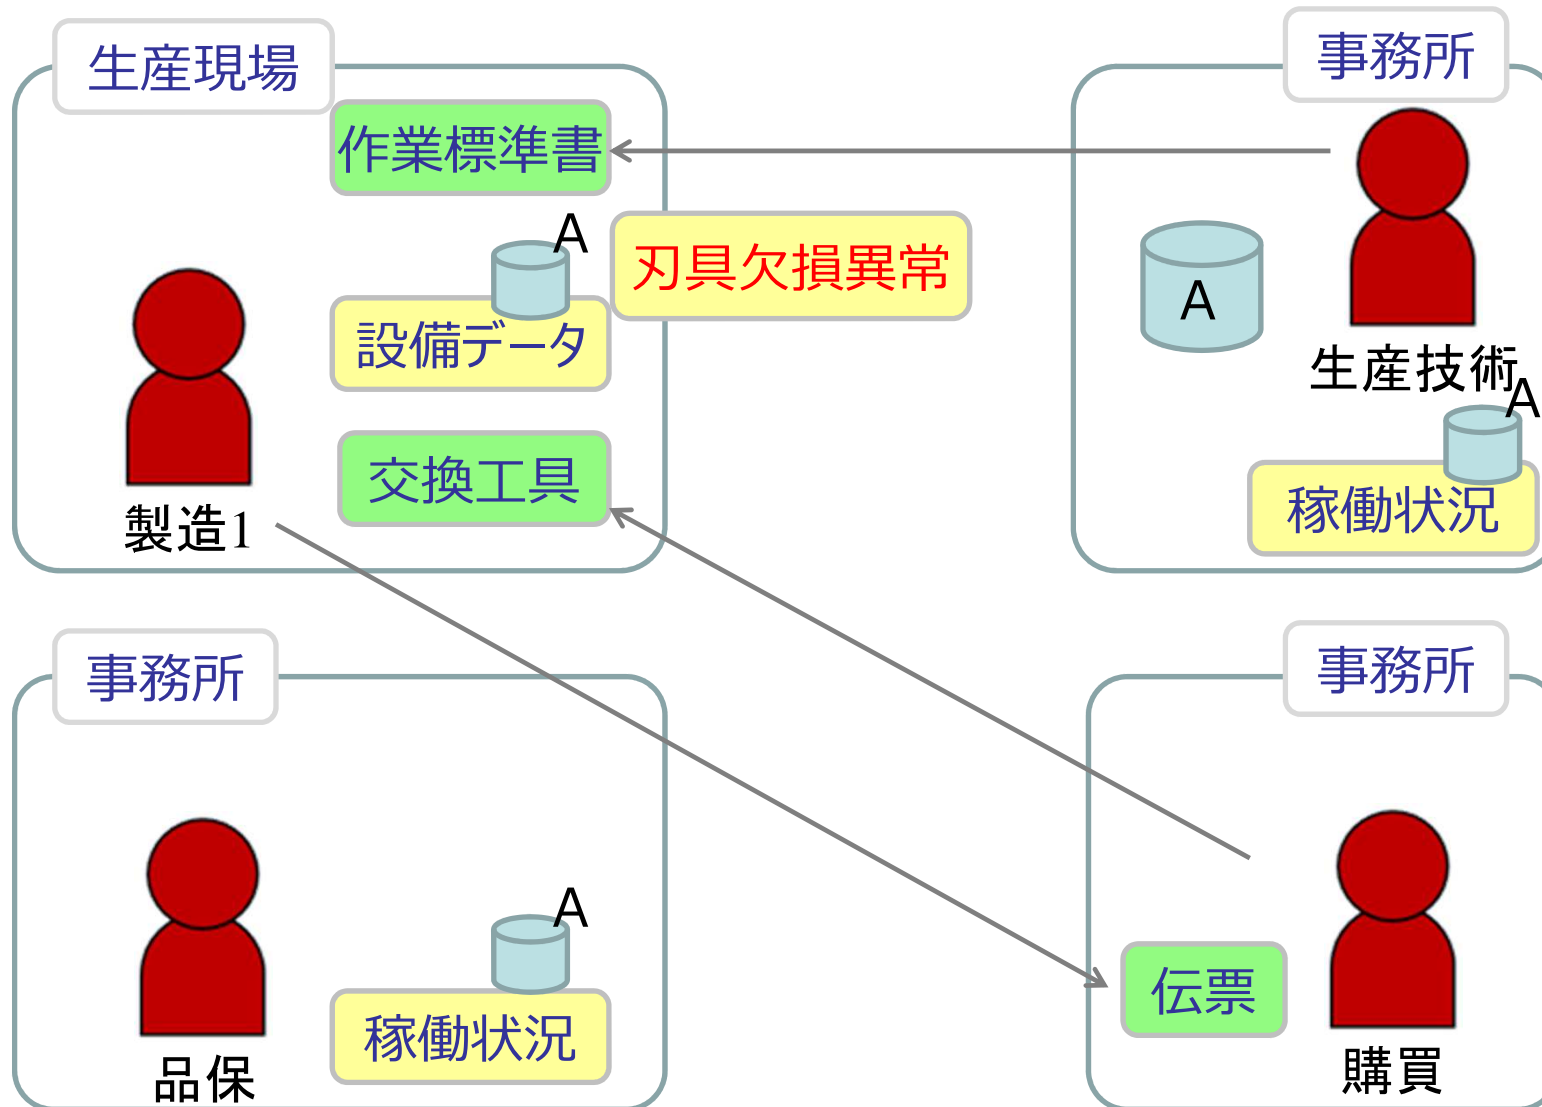 生産現場
作業標準書
A
刃具欠損異常
設備データ
交換工具
製造1
事務所
A
生産技術
A
稼働状況
事務所
A
稼働状況
品保
事務所
伝票
購買